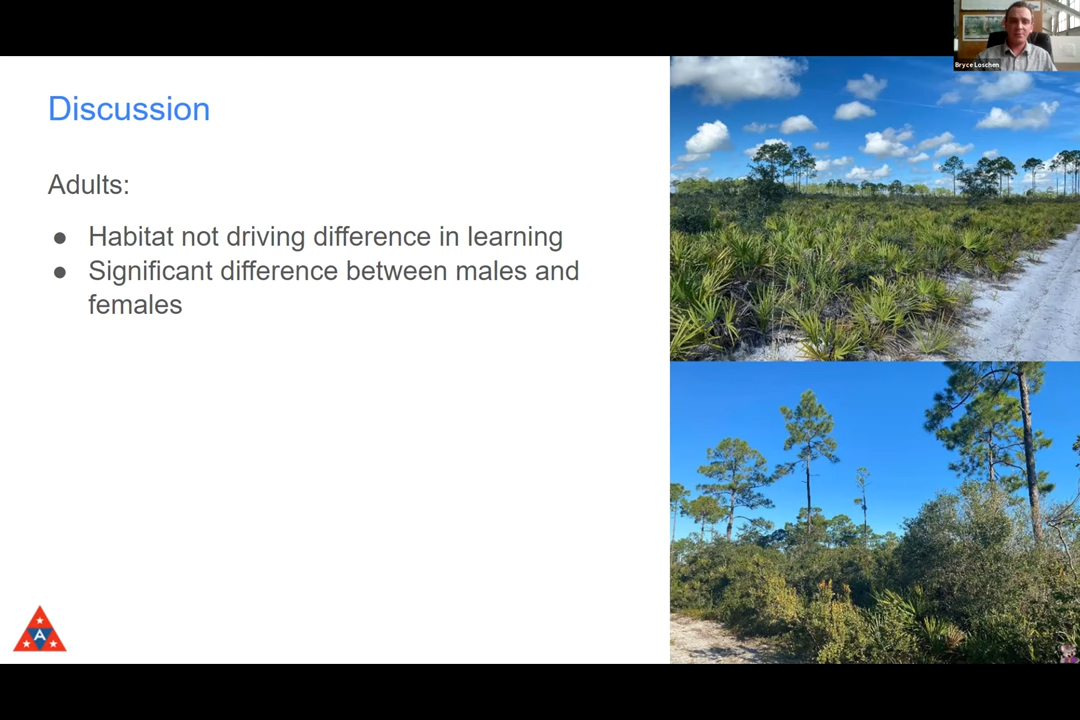 Bryce Loschen
Discussion
Adults:
● Habitat not driving difference in learning
● Significant difference between males and
females
A